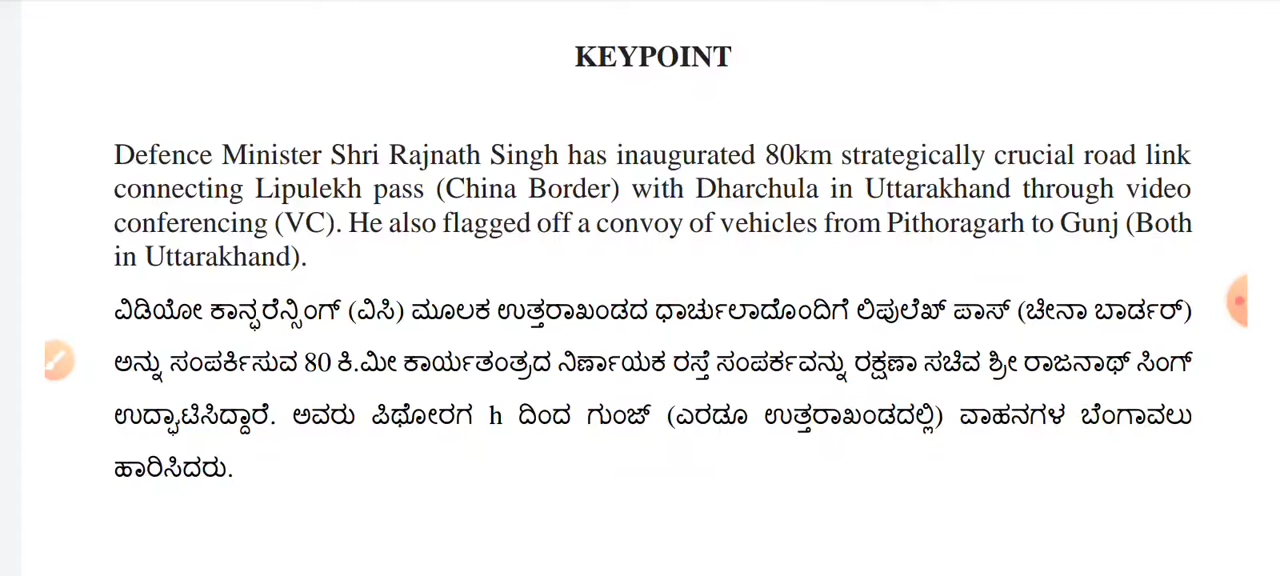 KEYPOINT
Defence Minister Shri Rajnath Singh has inaugurated 80km strategically crucial road link
connecting Lipulekh pass (China Border) with Dharchula in Uttarakhand through video
conferencing (VC). He also flagged off a convoy of vehicles from Pithoragarh to Gunj (Both
in Uttarakhand).
ವಿಡಿಯೋ ಕಾನ್ಫರೆನ್ಸಿಂಗ್ (ವಿಸಿ) ಮೂಲಕ ಉತ್ತರಾಖಂಡದ ಧಾರ್ಚುಲಾದೊಂದಿಗೆ ಲಿಪುಲೆಖ್ ಪಾಸ್ (ಚೀನಾ ಬಾರ್ಡರ್)
ಅನ್ನು ಸಂಪರ್ಕಿಸುವ 80 ಕಿ.ಮೀ ಕಾರ್ಯತಂತ್ರದ ನಿರ್ಣಾಯಕ ರಸ್ತೆ ಸಂಪರ್ಕವನ್ನು ರಕ್ಷಣಾ ಸಚಿವ ಶ್ರೀ ರಾಜನಾಥ್ ಸಿಂಗ್
ಉದ್ಘಾಟಿಸಿದ್ದಾರೆ. ಅವರು ಪಿಥೋರಗ h ದಿಂದ ಗುಂಜ್ (ಎರಡೂ ಉತ್ತರಾಖಂಡದಲ್ಲಿ) ವಾಹನಗಳ ಬೆಂಗಾವಲು
ಹಾರಿಸಿದರು.